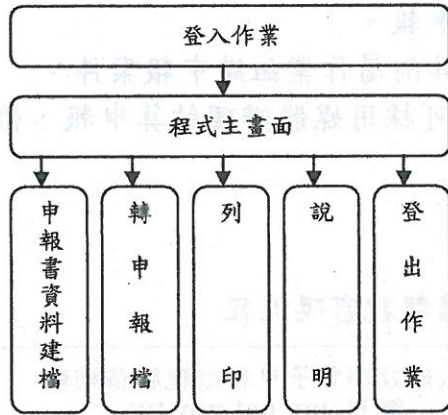 登入作業
程式主畫面
申報書資料建檔
轉申報檔
列印
說明
登出作業